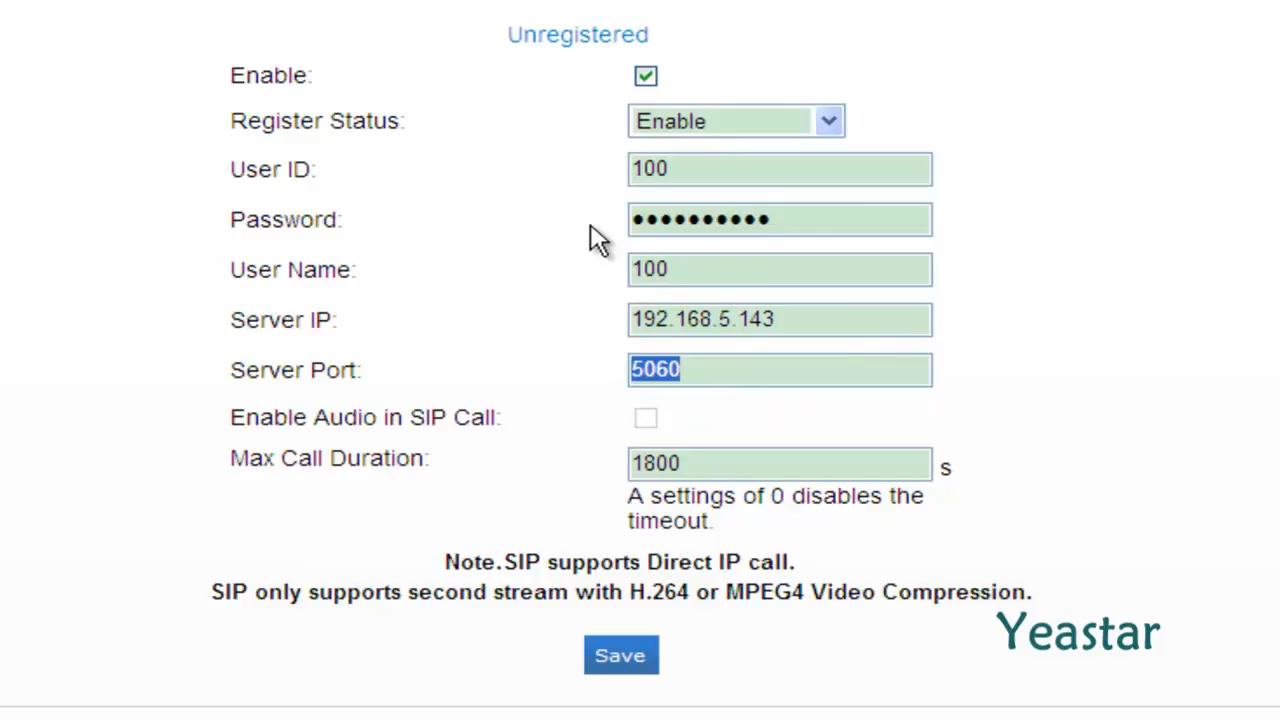 Unregistered
Enable:
Register Status: Enable
User ID: 100
Password: ••••••••••
User Name: 100
Server IP: 192.168.5.143
Server Port: 5060
Enable Audio in SIP Call:
Max Call Duration: 1800 s
A settings of 0 disables the
timeout.
Note.SIP supports Direct IP call.
SIP only supports second stream with H.264 or MPEG4 Video Compression.
Yeastar
Save